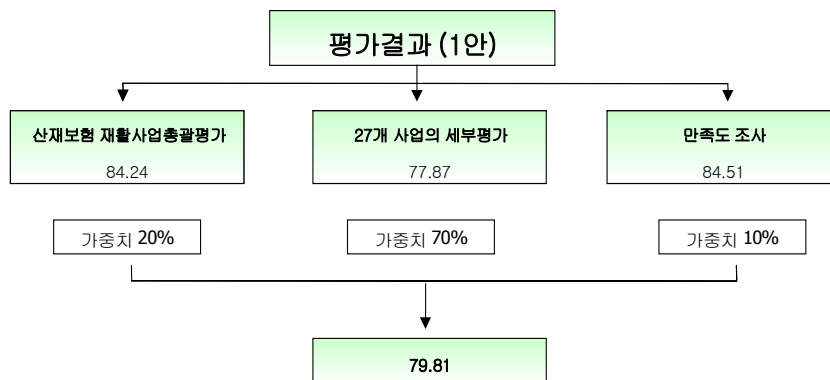 평가결과 (1안)
산재보험 재활사업총괄평가
84.24
27개 사업의 세부평가
77.87
만족도 조사
84.51
가중치 20%
가중치 70%
가중치 10%
79.81